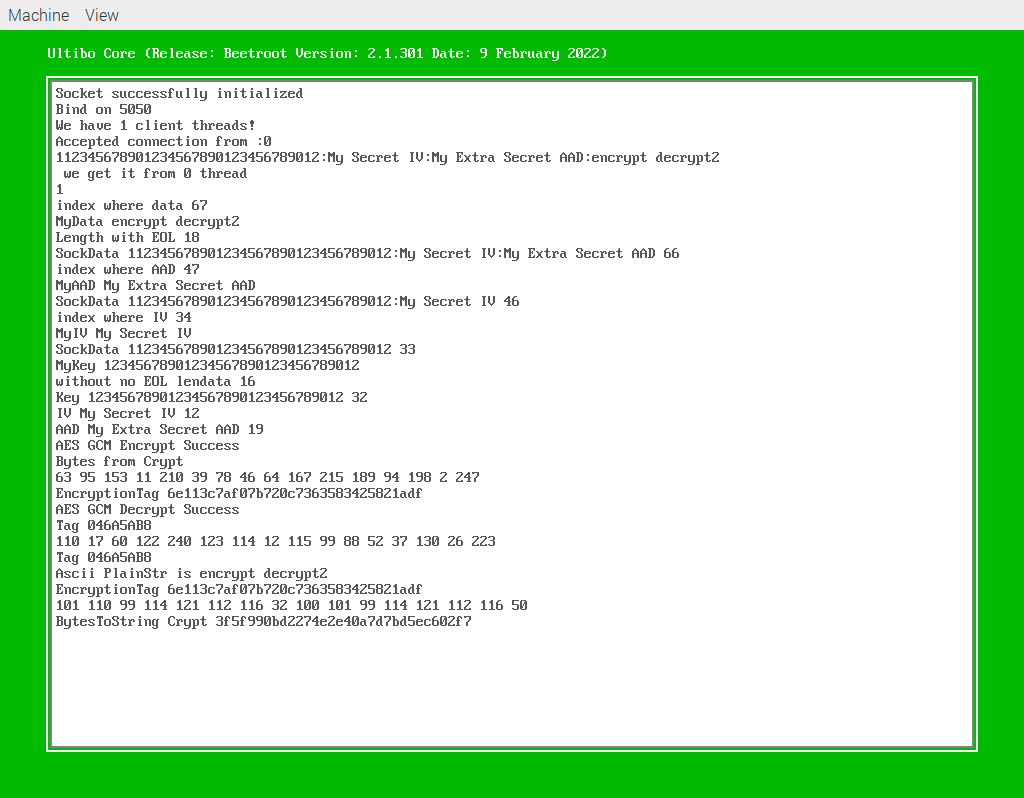 Machine View
Ultibo Core (Release: Beetroot Version: 2.1.301 Date: 9 February 2022)
Socket successfully initialized
Bind on 5050
We have 1 client threads!
Accepted connection from :0
112345678901234567890123456789012:My Secret IV:My Extra Secret AAD:encrypt decrypt2
we get it from 0 thread
1
index where data 67
MyData encrypt decrypt2
Length with EOL 18
SockData 112345678901234567890123456789012:My Secret IV:My Extra Secret AAD 66
index where AAD 47
MyAAD My Extra Secret AAD
SockData 112345678901234567890123456789012:My Secret IV 46
index where IV 34
MyIV My Secret IV
SockData 112345678901234567890123456789012 33
MyKey 12345678901234567890123456789012
without no EOL lendata 16
Key 12345678901234567890123456789012 32
IV My Secret IV 12
AAD My Extra Secret AAD 19
AES GCM Encrypt Success
Bytes from Crypt
63 95 153 11 210 39 78 46 64 167 215 189 94 198 2 247
EncryptionTag 6e113c7af07b720c7363583425821adf
AES GCM Decrypt Success
Tag 046A5AB8
110 17 60 122 240 123 114 12 115 99 88 52 37 130 26 223
Tag 046A5AB8
Ascii PlainStr is encrypt decrypt2
EncryptionTag 6e113c7af07b720c7363583425821adf
101 110 99 114 121 112 116 32 100 101 99 114 121 112 116 50
BytesToString Crypt 3f5f990bd2274e2e40a7d7bd5ec602f7